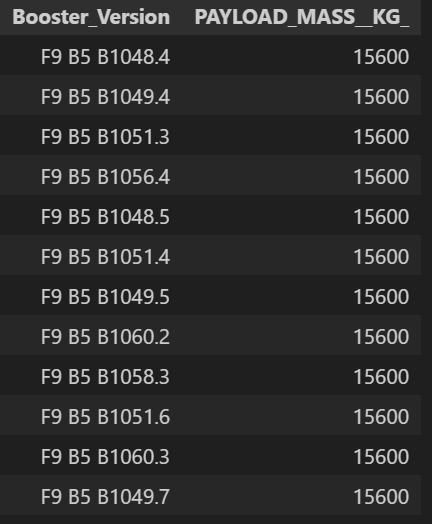 Booster_Version PAYLOAD_MASS__KG_
F9 B5 B1048.4 15600
F9 B5 B1049.4 15600
F9 B5 B1051.3 15600
F9 B5 B1056.4 15600
F9 B5 B1048.5 15600
F9 B5 B1051.4 15600
F9 B5 B1049.5 15600
F9 B5 B1060.2 15600
F9 B5 B1058.3 15600
F9 B5 B1051.6 15600
F9 B5 B1060.3 15600
F9 B5 B1049.7 15600